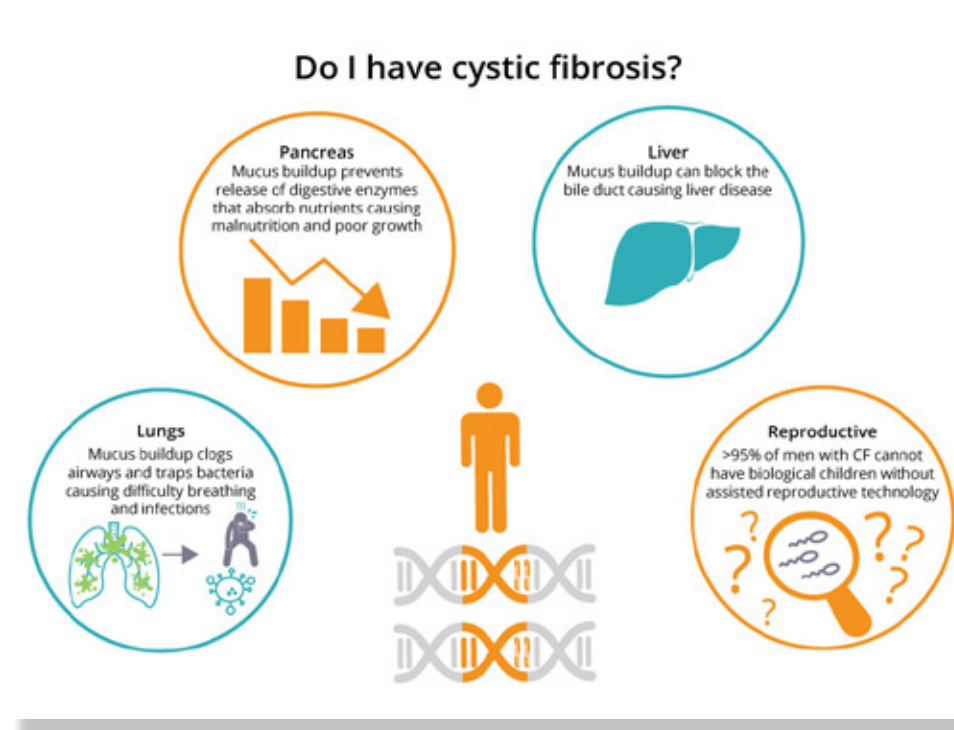 Do I have cystic fibrosis?
Pancreas
Mucus buildup prevents
release of digestive enzymes
that absorb nutrients causing
malnutrition and poor growth
Liver
Mucus buildup can block the
bile duct causing liver disease
Lungs
Mucus buildup clogs
airways and traps bacteria
causing difficulty breathing
and infections
Reproductive
>95% of men with CF cannot
have biological children without
assisted reproductive technology
? ? ? ? ? ?